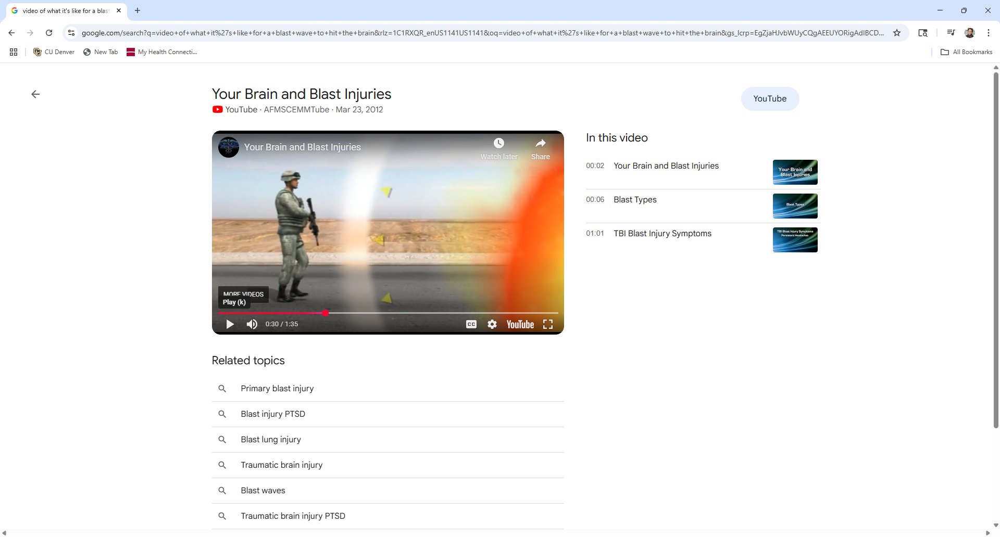 video of what it's like for a blas
google.com/search?q=video+of+what+it%27s+like+for+a+blast+wave+to+hit+the+brain&rlz=1C1RXQR_enUS1141US1141&oq=video+of+what+it%27s+like+for+a+blast+wave+to+hit+the+brain&gs_lcrp=EgZjaHJvbWUyCQgAEEUYORigAdIBCD...
CU Denver
New Tab
My Health Connecti...
All Bookmarks
Your Brain and Blast Injuries
YouTube · AFMSCEMMTube · Mar 23, 2012
YouTube
Your Brain and Blast Injuries
Watch later
Share
MORE VIDEOS
Play (k)
0:30 / 1:35
CC
YouTube
In this video
00:02 Your Brain and Blast Injuries
Your Brain and
Blast Injuries
00:06 Blast Types
Blast Types
01:01 TBI Blast Injury Symptoms
TBI Blast Injury Symptoms
Persistent Headaches
Related topics
Primary blast injury
Blast injury PTSD
Blast lung injury
Traumatic brain injury
Blast waves
Traumatic brain injury PTSD